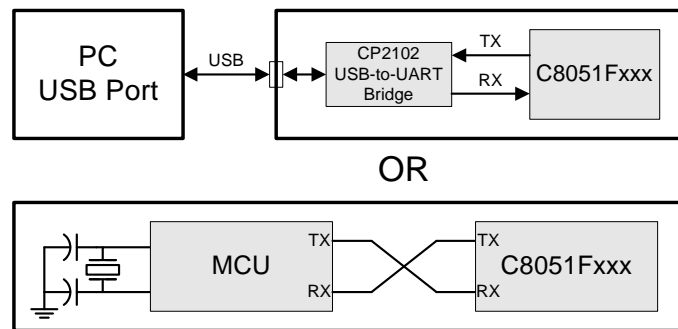 PC
USB Port
USB
CP2102
USB-to-UART
Bridge
TX
RX
C8051Fxxx
OR
MCU
TX
RX
TX
RX
C8051Fxxx